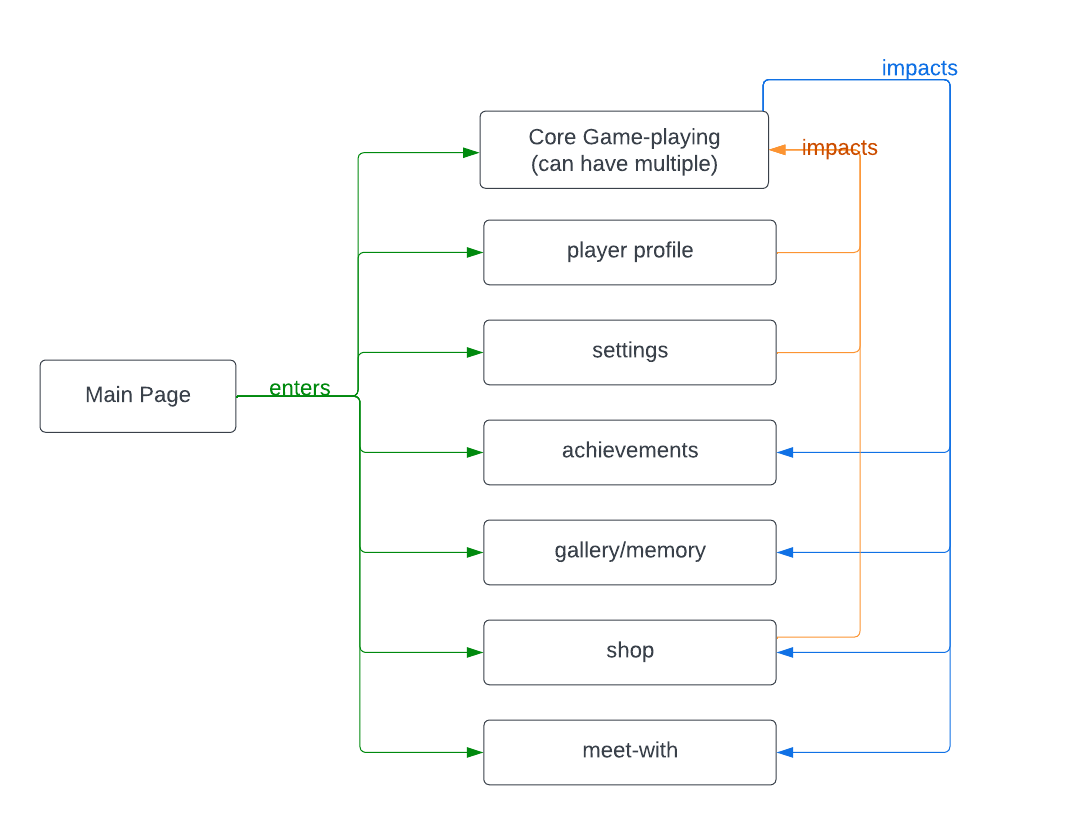 impacts
Core Game-playing
(can have multiple)
impacts
player profile
settings
Main Page
enters
achievements
gallery/memory
shop
meet-with